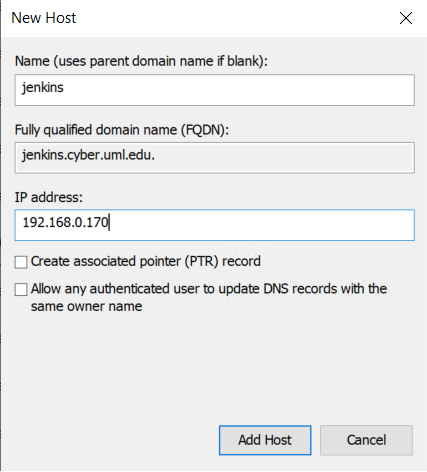 New Host
Name (uses parent domain name if blank):
jenkins
Fully qualified domain name (FQDN):
jenkins.cyber.uml.edu.
IP address:
192.168.0.170
Create associated pointer (PTR) record
Allow any authenticated user to update DNS records with the
same owner name
Add Host
Cancel